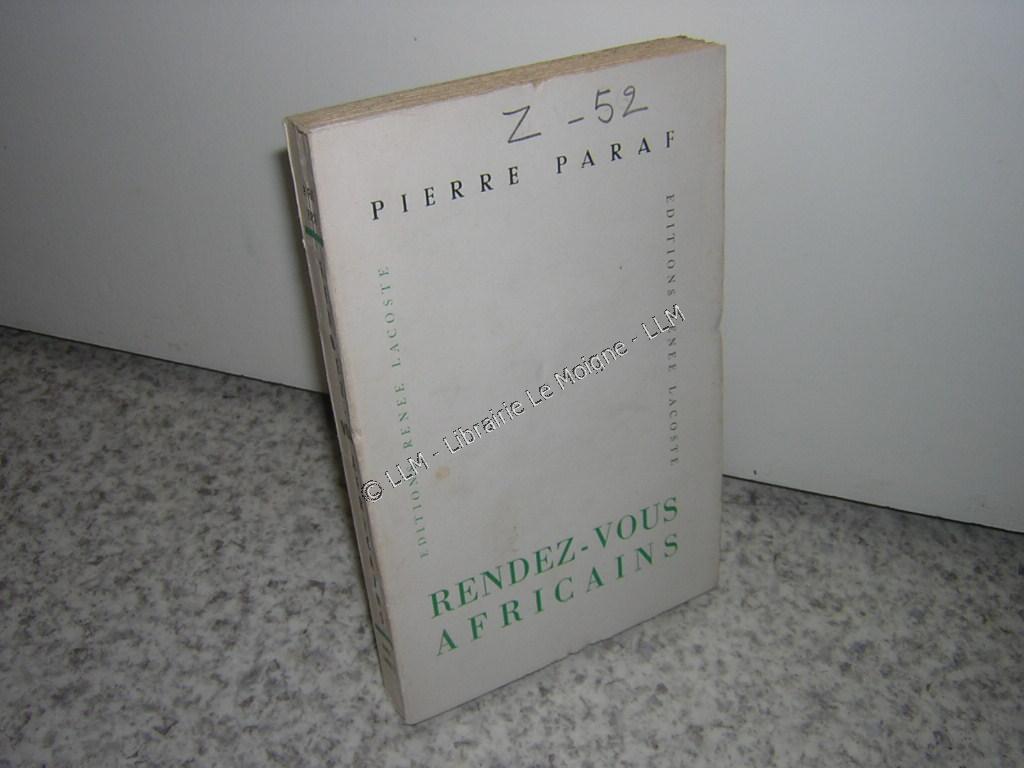 Z - 52
PIERRE PARAF
EDITIONS RENEE LACOSTE
EDITIONS RENEE LACOSTE
© LLM - Librairie Le Moigne - LLM
RENDEZ-VOUS
AFRICAINS